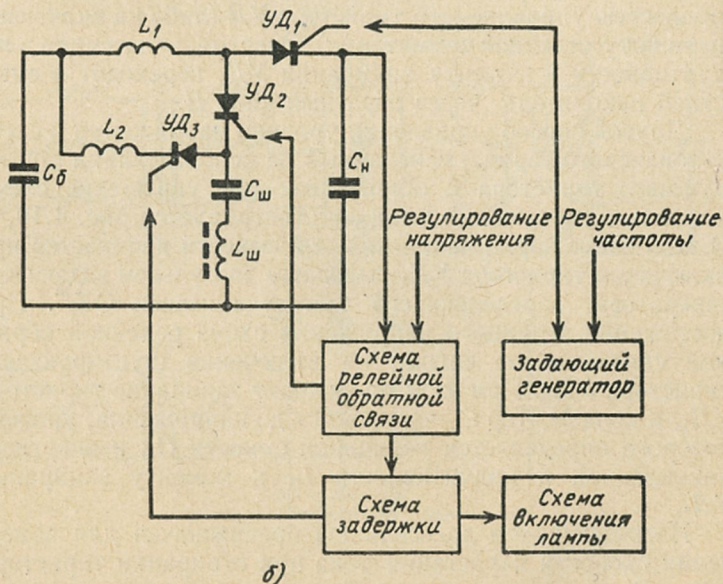 L1
УД1
УД2
L2
УД3
Cб
Cш
Cн
Lш
Регулирование
напряжения
Регулирование
частоты
Схема
релейной
обратной
связи
Задающий
генератор
Схема
задержки
Схема
включения
лампы
б)